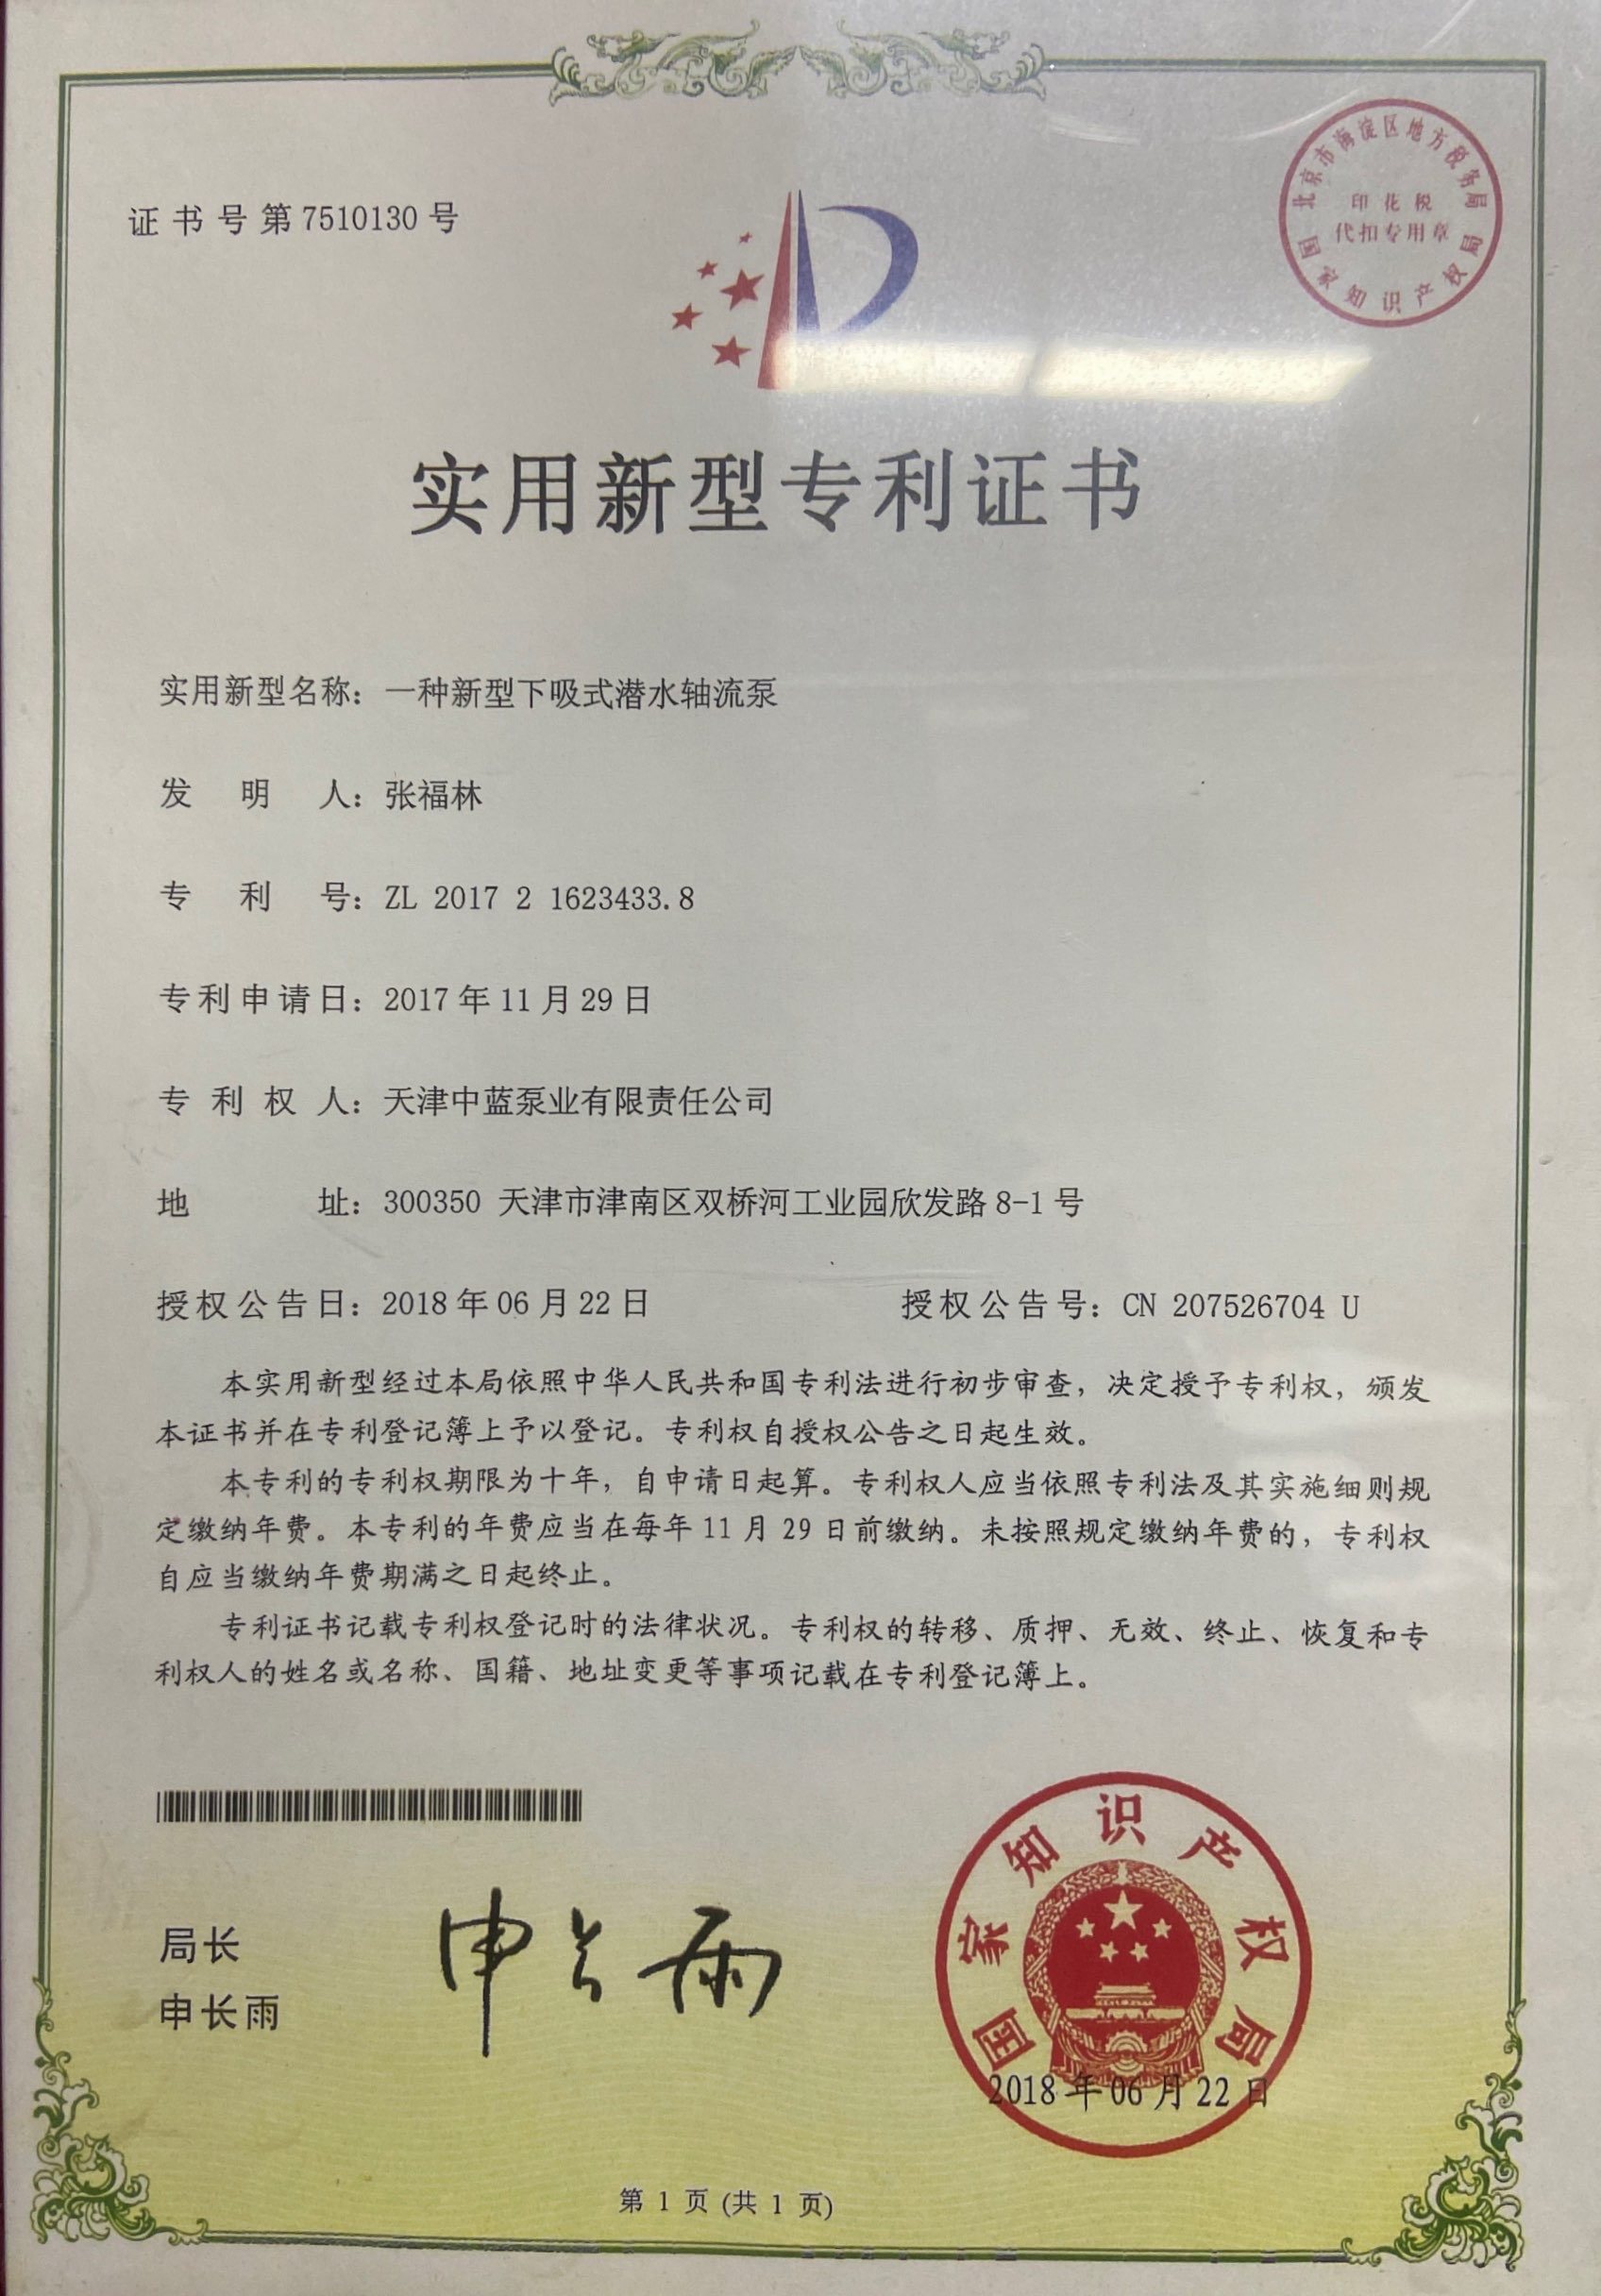 证书号第7510130号
北京市海淀区地方税务局
印花税
代扣专用章
国家知识产权局
实用新型专利证书
实用新型名称：一种新型下吸式潜水轴流泵
发明人：张福林
专利号：ZL 2017 2 1623433.8
专利申请日：2017年11月29日
专利权人：天津中蓝泵业有限责任公司
地址：300350 天津市津南区双桥河工业园欣发路8-1号
授权公告日：2018年06月22日 授权公告号：CN 207526704 U
本实用新型经过本局依照中华人民共和国专利法进行初步审查，决定授予专利权，颁发
本证书并在专利登记簿上予以登记。专利权自授权公告之日起生效。
本专利的专利权期限为十年，自申请日起算。专利权人应当依照专利法及其实施细则规
定缴纳年费。本专利的年费应当在每年11月29日前缴纳。未按照规定缴纳年费的，专利权
自应当缴纳年费期满之日起终止。
专利证书记载专利权登记时的法律状况。专利权的转移、质押、无效、终止、恢复和专
利权人的姓名或名称、国籍、地址变更等事项记载在专利登记簿上。
局长
申长雨
申长雨
国家知识产权局
2018年06月22日
第1页(共1页)